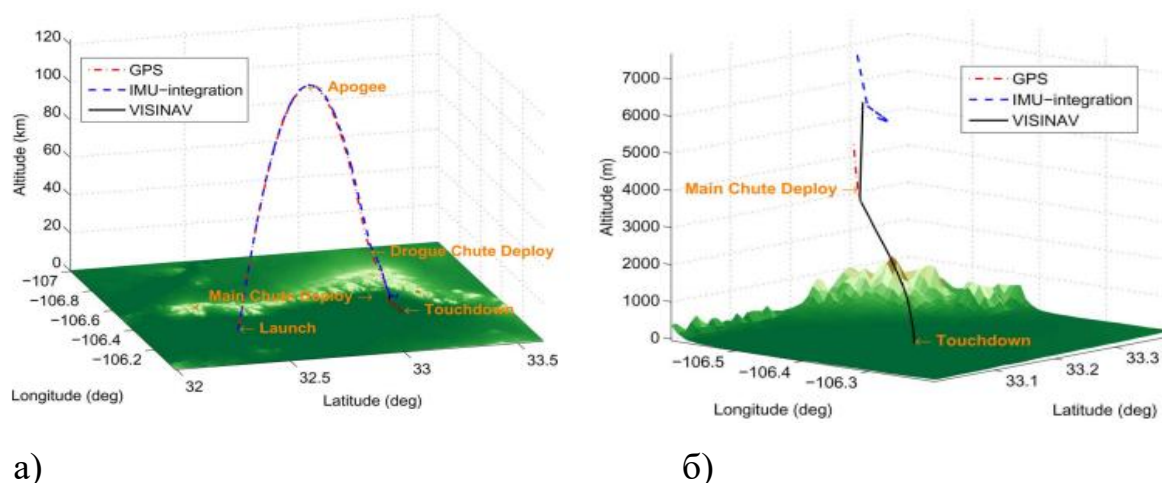 120
100
80
60
40
20
0
Altitude (km)
GPS
IMU−integration
VISINAV
Apogee
Drogue Chute Deploy
Main Chute Deploy →
← Touchdown
← Launch
−107
−106.8
−106.6
−106.4
−106.2
Longitude (deg)
32
32.5
33
33.5
Latitude (deg)
а)
7000
6000
5000
4000
3000
2000
1000
0
Altitude (m)
GPS
IMU−integration
VISINAV
Main Chute Deploy →
← Touchdown
−106.5
−106.4
−106.3
Longitude (deg)
33.1
33.2
33.3
Latitude (deg)
б)